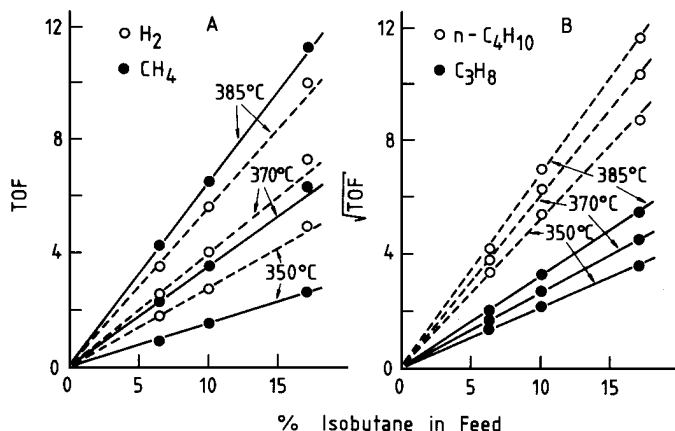 A
B
○ H2
● CH4
○ n-C4H10
● C3H8
TOF
12
8
4
0
385°C
370°C
350°C
0
5
10
15
√TOF
12
8
4
0
385°C
370°C
350°C
0
5
10
15
% Isobutane in Feed